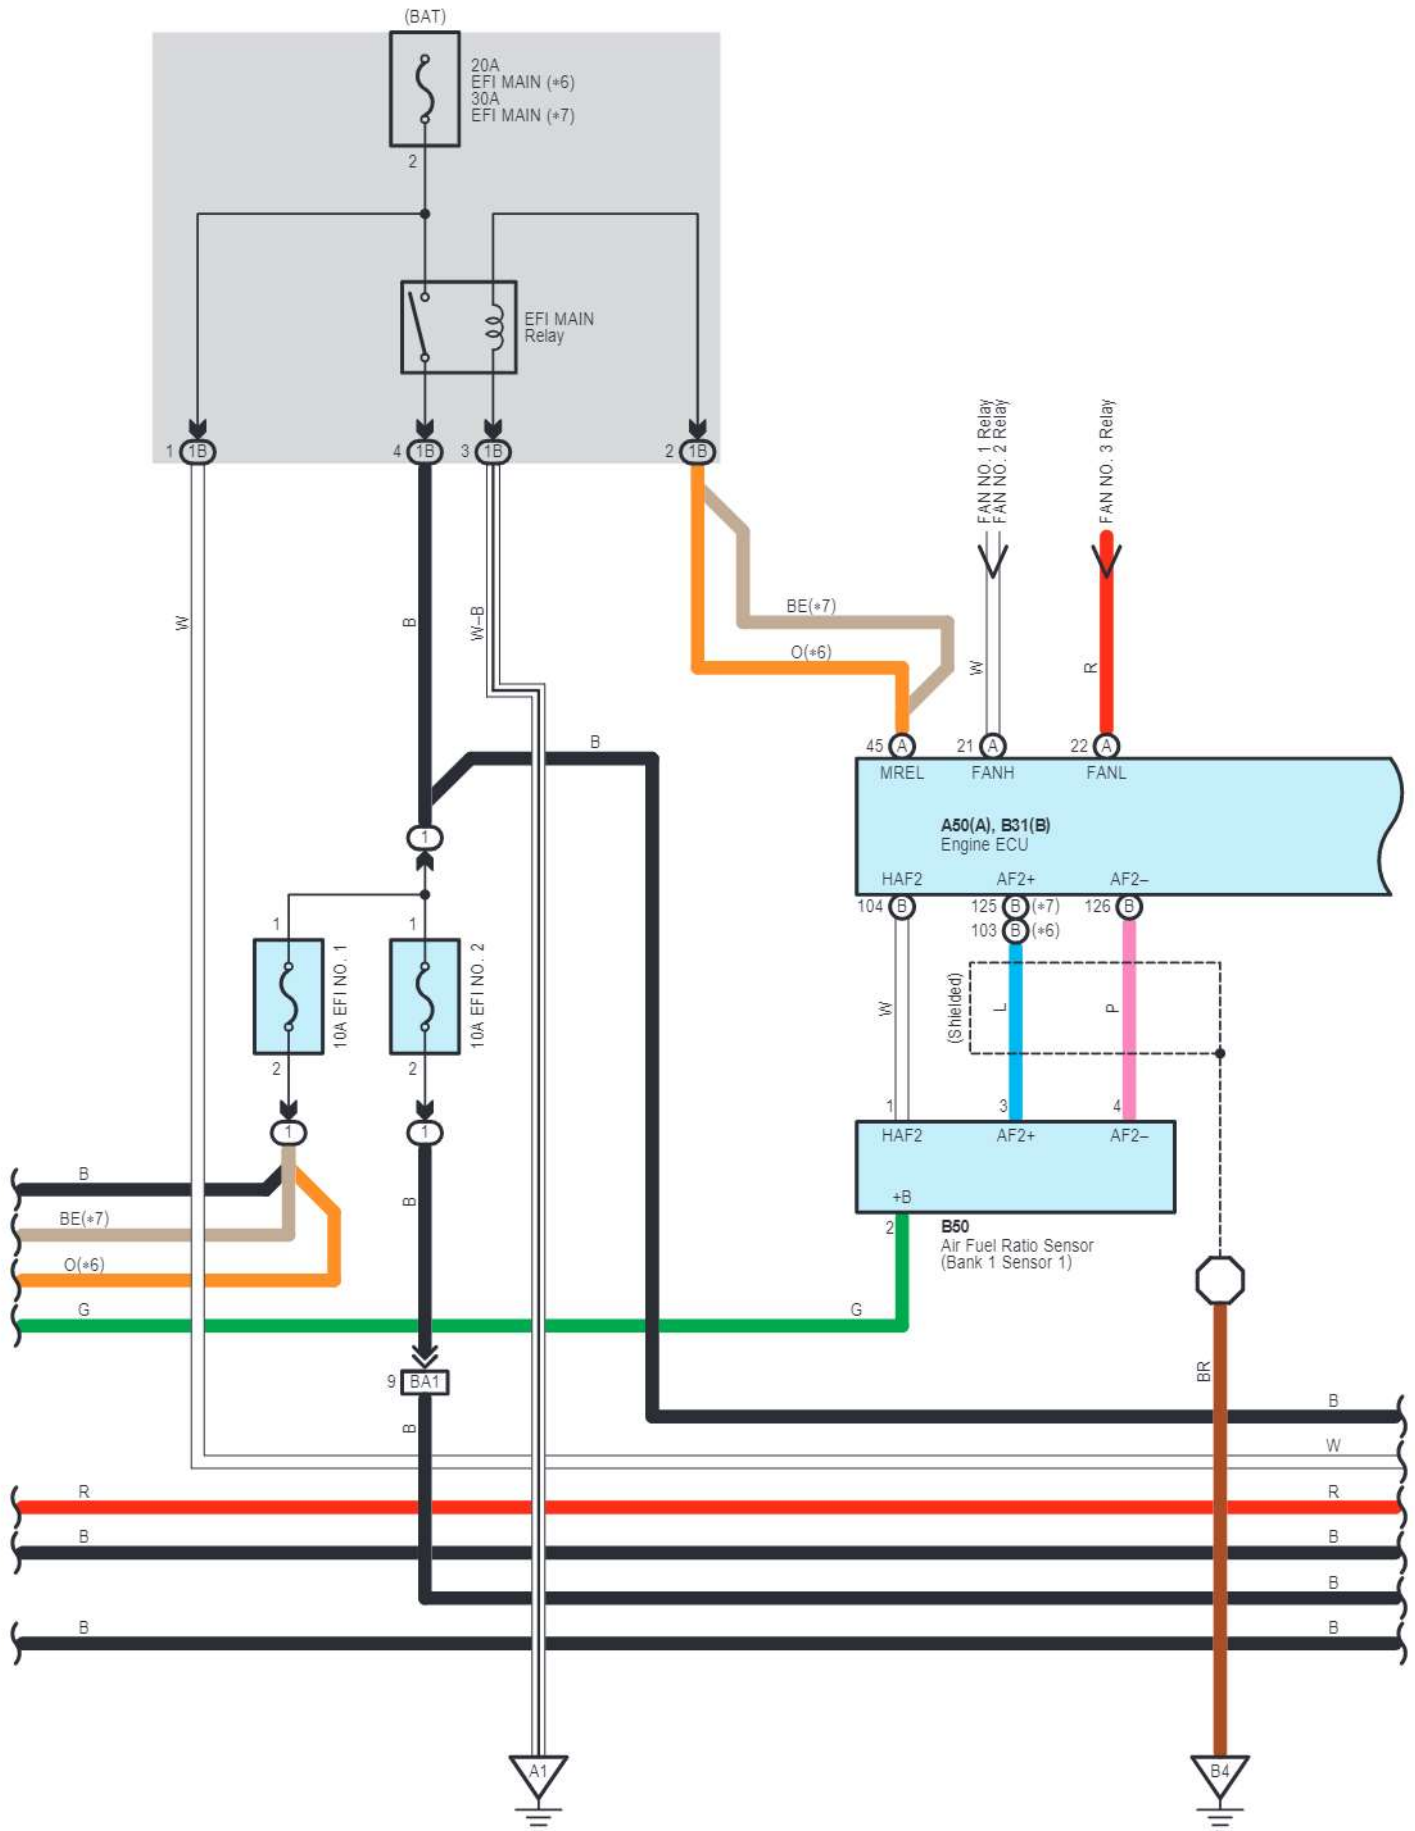 (BAT)
20A
EFI MAIN (∗6)
30A
EFI MAIN (∗7)
2
EFI MAIN
Relay
1 1B
4 1B
3 1B
2 1B
FAN NO. 1 Relay
FAN NO. 2 Relay
FAN NO. 3 Relay
W
B
W–B
BE(∗7)
O(∗6)
W
R
B
45 A
21 A
22 A
MREL
FANH
FANL
A50(A), B31(B)
Engine ECU
HAF2
AF2+
AF2–
1
104 B
125 B (∗7)
126 B
103 B (∗6)
1
1
10A EFI NO. 1
10A EFI NO. 2
(Shielded)
W
L
P
2
2
1
3
4
1
1
HAF2
AF2+
AF2–
B
B
+B
BE(∗7)
2
B50
Air Fuel Ratio Sensor
(Bank 1 Sensor 1)
O(∗6)
G
G
9 BA1
BR
B
B
W
R
R
B
B
B
B
B
A1
B4